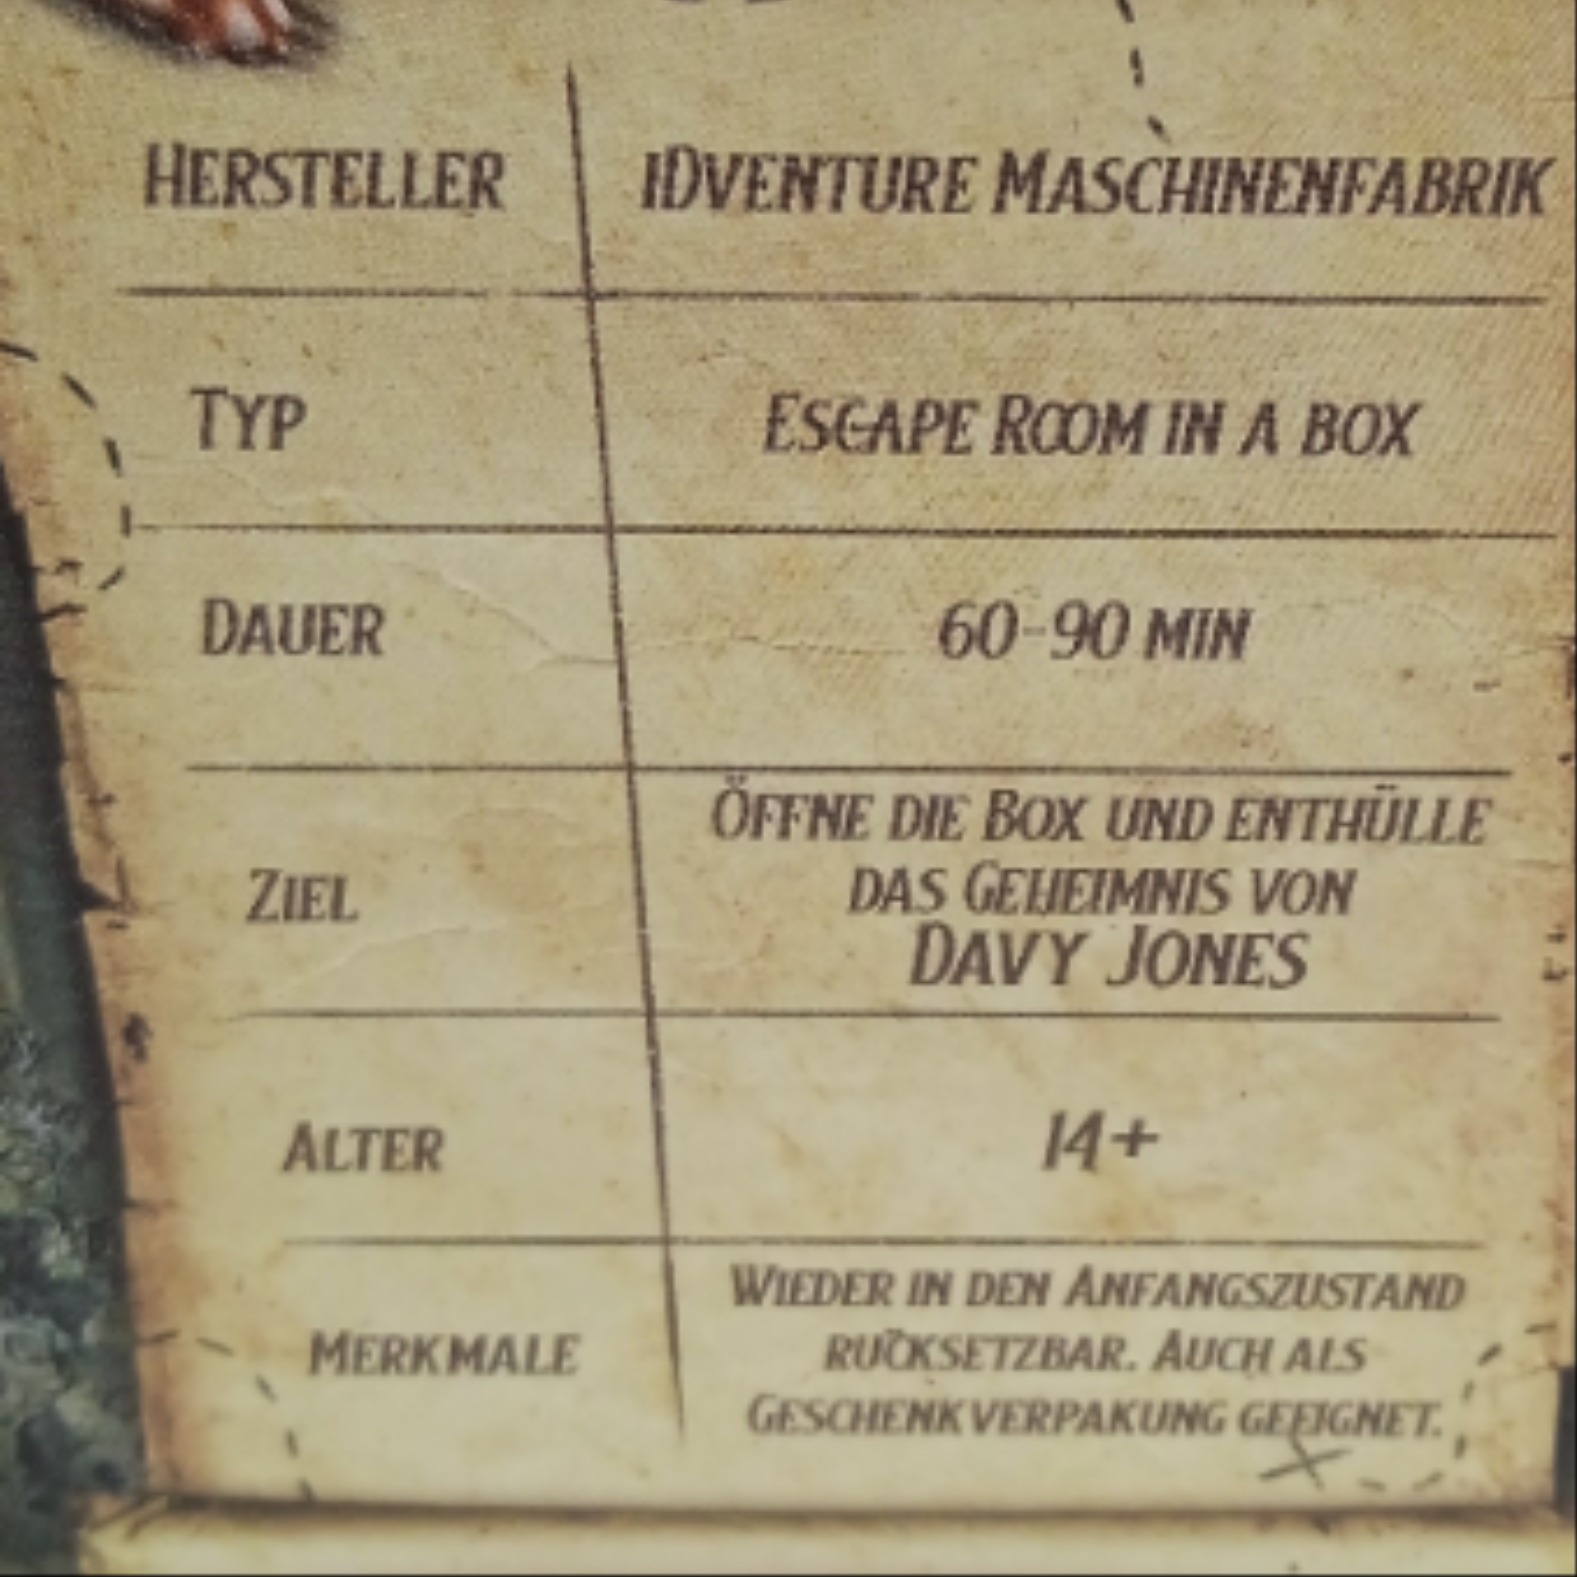 HERSTELLER iDVENTURE MASCHINENFABRIK
TYP ESCAPE ROOM IN A BOX
DAUER 60-90 MIN
ZIEL ÖFFNE DIE BOX UND ENTHÜLLE
DAS GEHEIMNIS VON
DAVY JONES
ALTER 14+
MERKMALE WIEDER IN DEN ANFANGSZUSTAND
RÜCKSETZBAR. AUCH ALS
GESCHENKVERPAKUNG GEEIGNET.